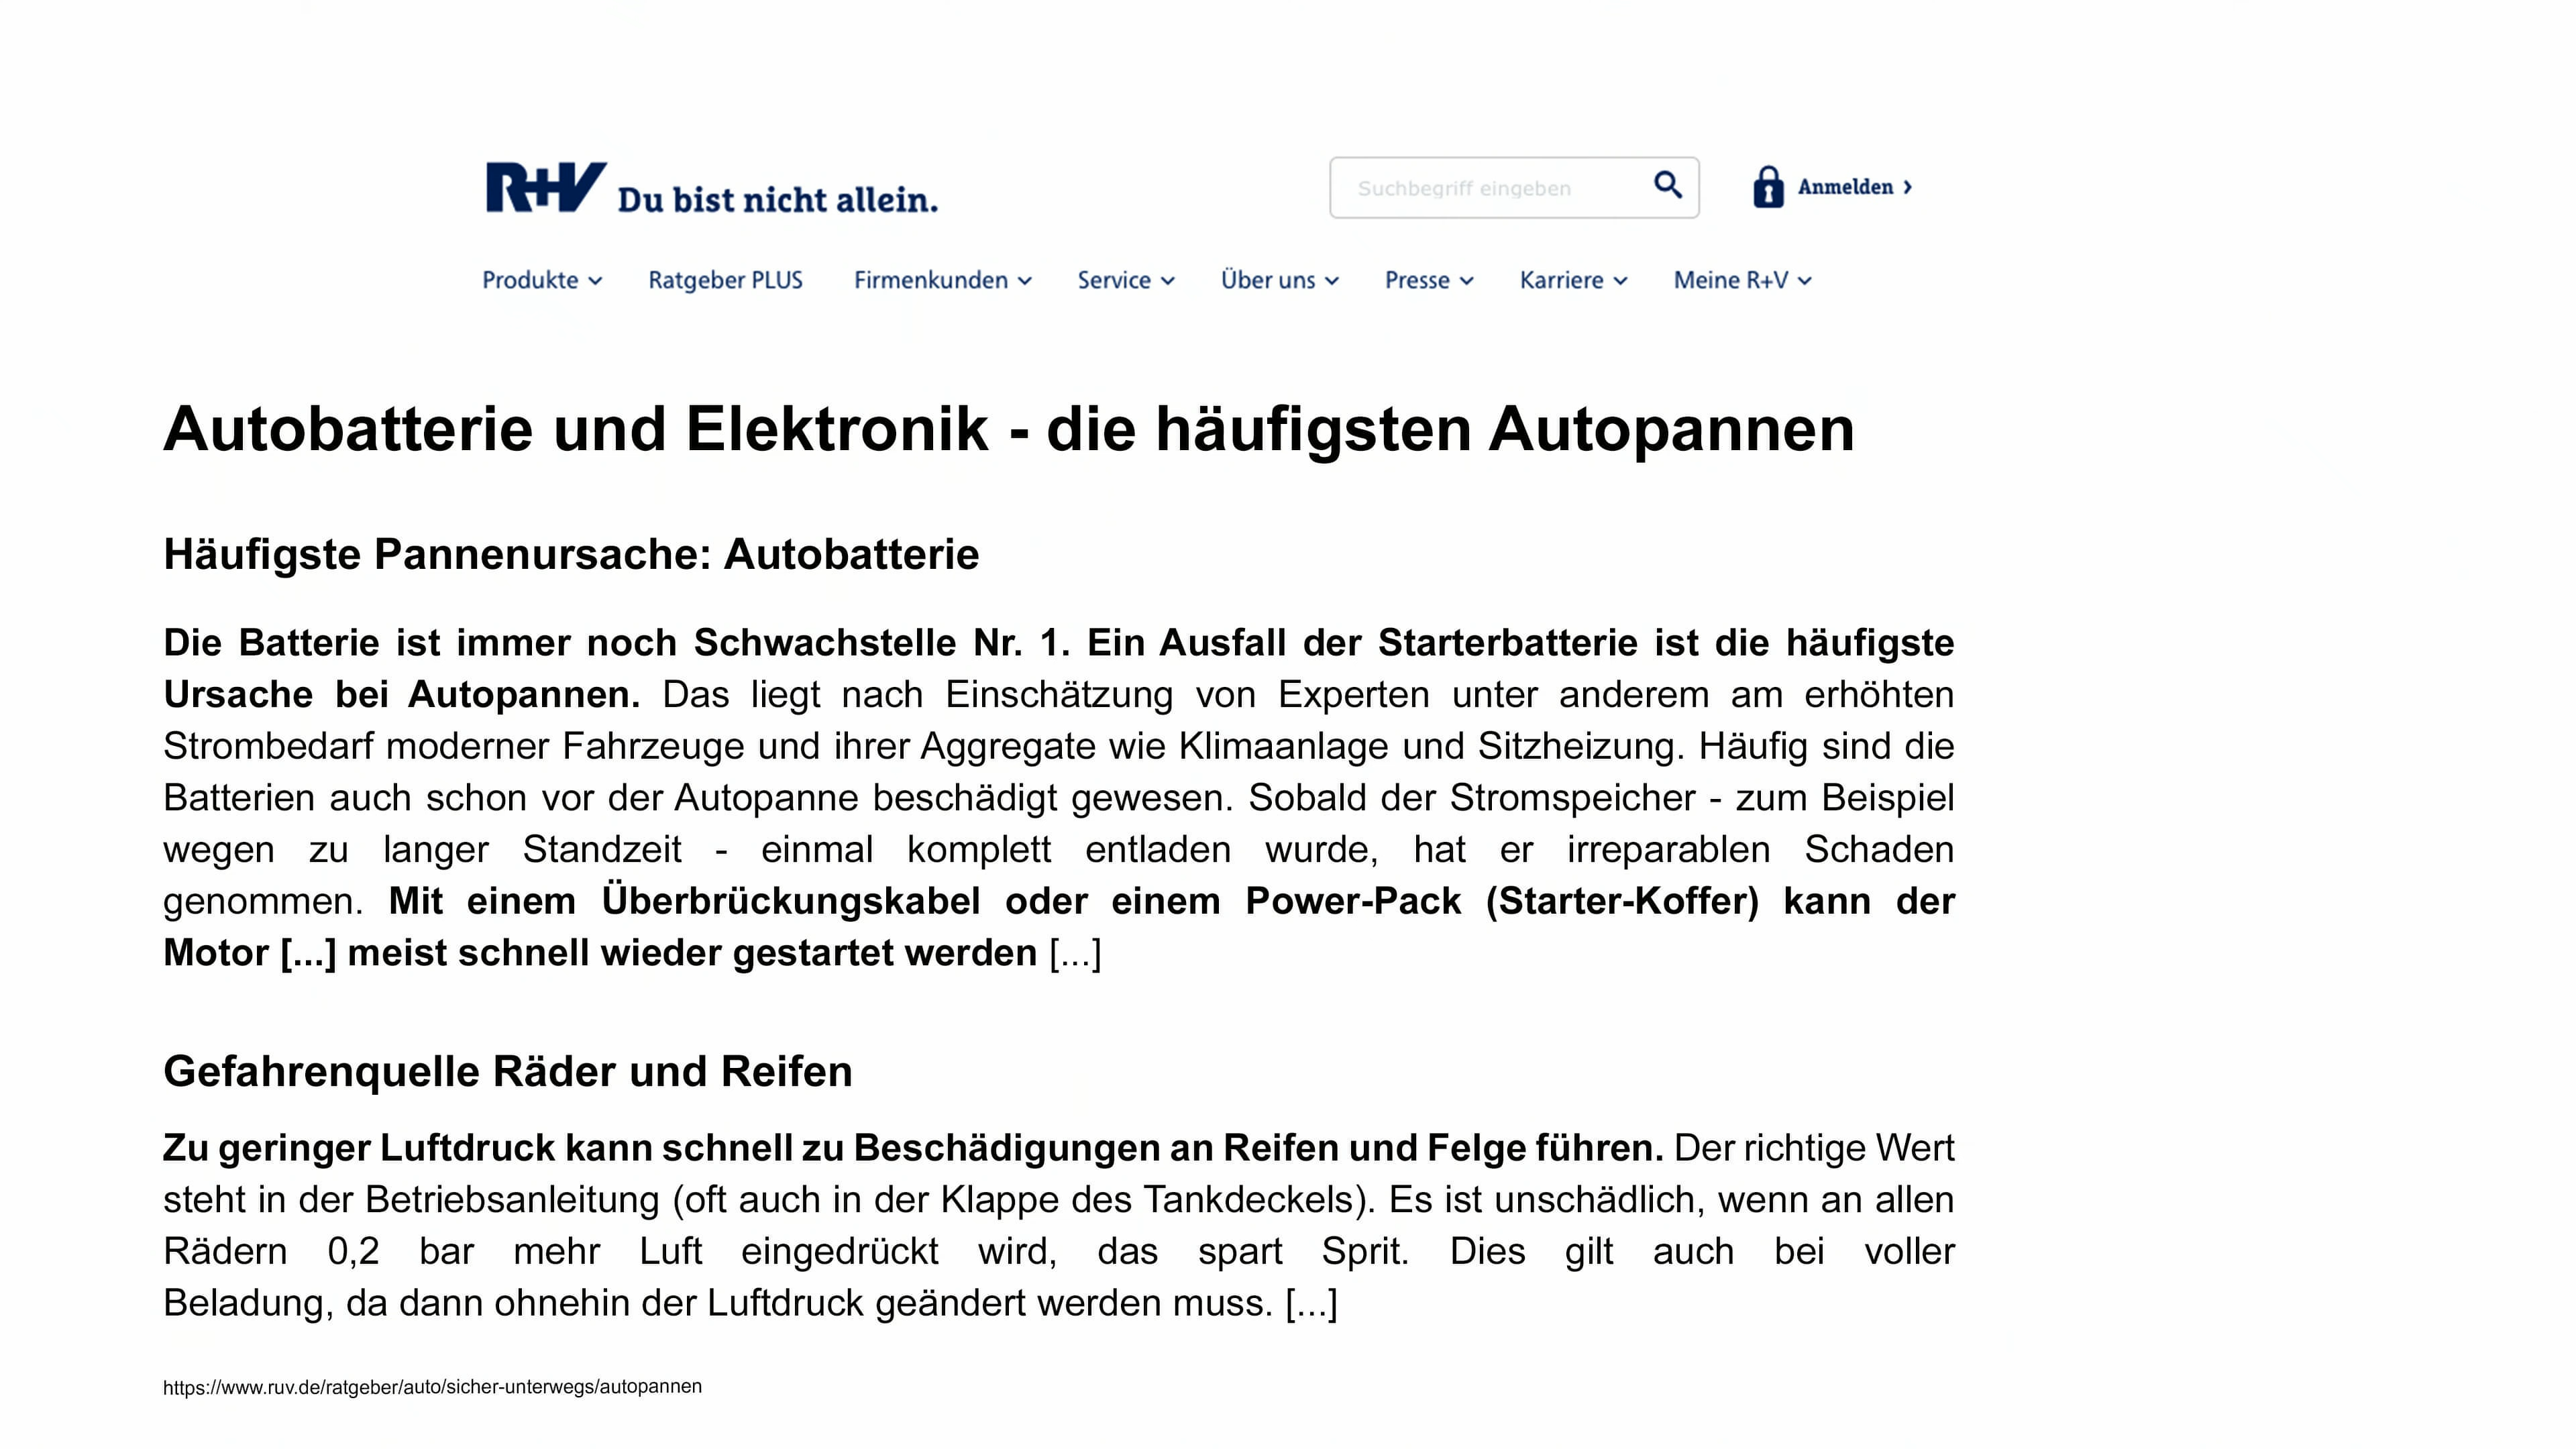 R+V Du bist nicht allein.
Suchbegriff eingeben
Anmelden ›
Produkte Ratgeber PLUS Firmenkunden Service Über uns Presse Karriere Meine R+V
Autobatterie und Elektronik - die häufigsten Autopannen
Häufigste Pannenursache: Autobatterie
Die Batterie ist immer noch Schwachstelle Nr. 1. Ein Ausfall der Starterbatterie ist die häufigste
Ursache bei Autopannen. Das liegt nach Einschätzung von Experten unter anderem am erhöhten
Strombedarf moderner Fahrzeuge und ihrer Aggregate wie Klimaanlage und Sitzheizung. Häufig sind die
Batterien auch schon vor der Autopanne beschädigt gewesen. Sobald der Stromspeicher - zum Beispiel
wegen zu langer Standzeit - einmal komplett entladen wurde, hat er irreparablen Schaden
genommen. Mit einem Überbrückungskabel oder einem Power-Pack (Starter-Koffer) kann der
Motor [...] meist schnell wieder gestartet werden [...]
Gefahrenquelle Räder und Reifen
Zu geringer Luftdruck kann schnell zu Beschädigungen an Reifen und Felge führen. Der richtige Wert
steht in der Betriebsanleitung (oft auch in der Klappe des Tankdeckels). Es ist unschädlich, wenn an allen
Rädern 0,2 bar mehr Luft eingedrückt wird, das spart Sprit. Dies gilt auch bei voller
Beladung, da dann ohnehin der Luftdruck geändert werden muss. [...]
https://www.ruv.de/ratgeber/auto/sicher-unterwegs/autopannen